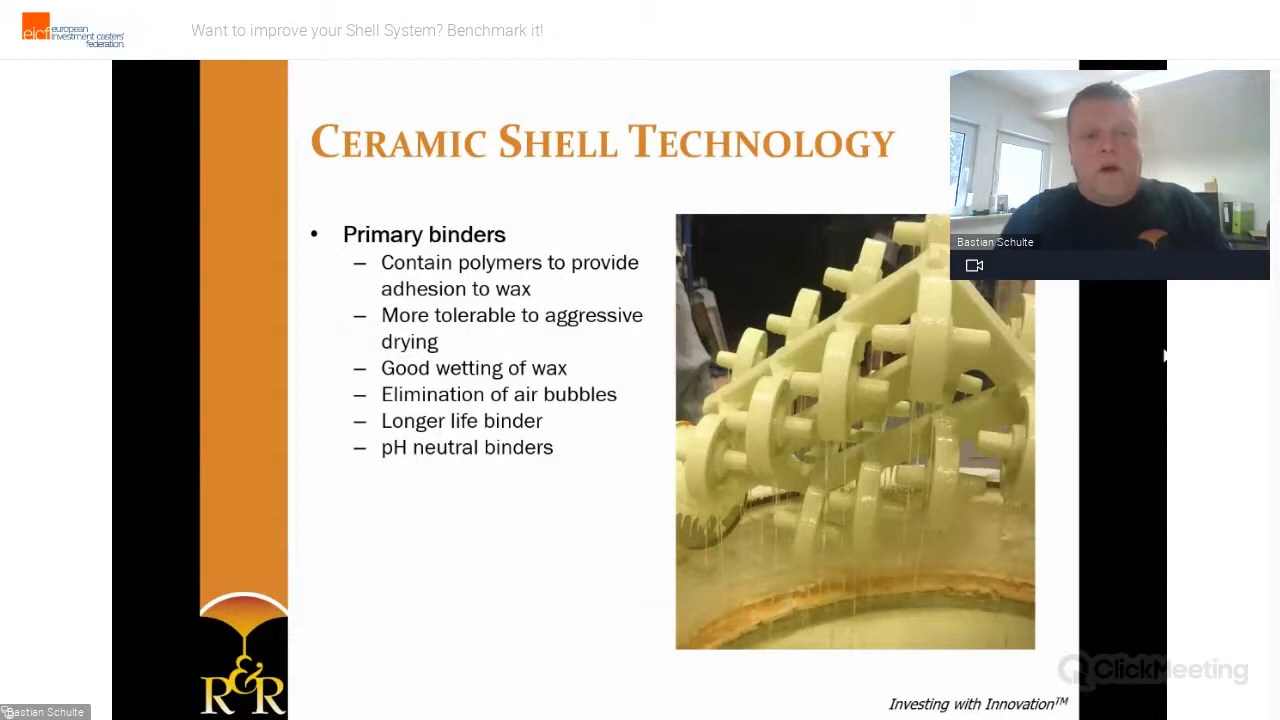 eicf
european
investment casters'
federation.
Want to improve your Shell System? Benchmark it!
CERAMIC SHELL TECHNOLOGY
• Primary binders
– Contain polymers to provide
adhesion to wax
– More tolerable to aggressive
drying
– Good wetting of wax
– Elimination of air bubbles
– Longer life binder
– pH neutral binders
Bastian Schulte
R&R
ClickMeeting
Investing with Innovation™
Bastian Schulte